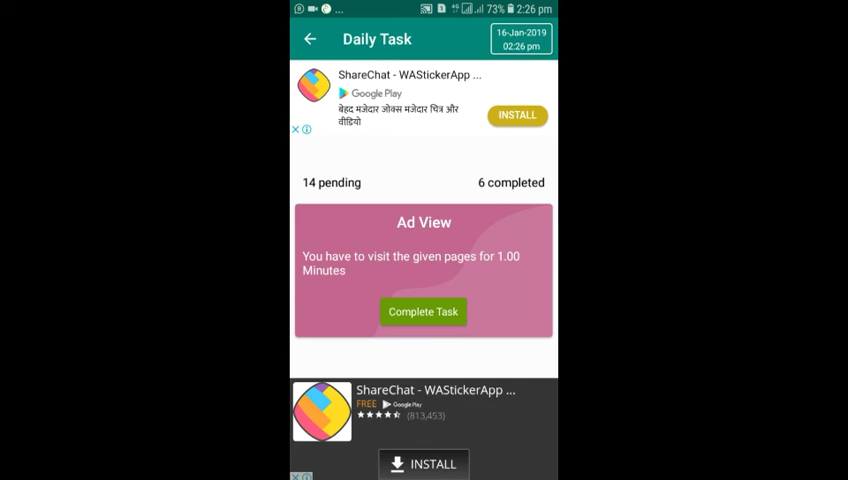 ... 73% 2:26 pm
Daily Task
16-Jan-2019
02:26 pm
ShareChat - WAStickerApp ...
Google Play
बेहद मजेदार जोक्स मजेदार चित्र और
वीडियो
INSTALL
14 pending
6 completed
Ad View
You have to visit the given pages for 1.00
Minutes
Complete Task
ShareChat - WAStickerApp ...
FREE Google Play
(813,453)
INSTALL